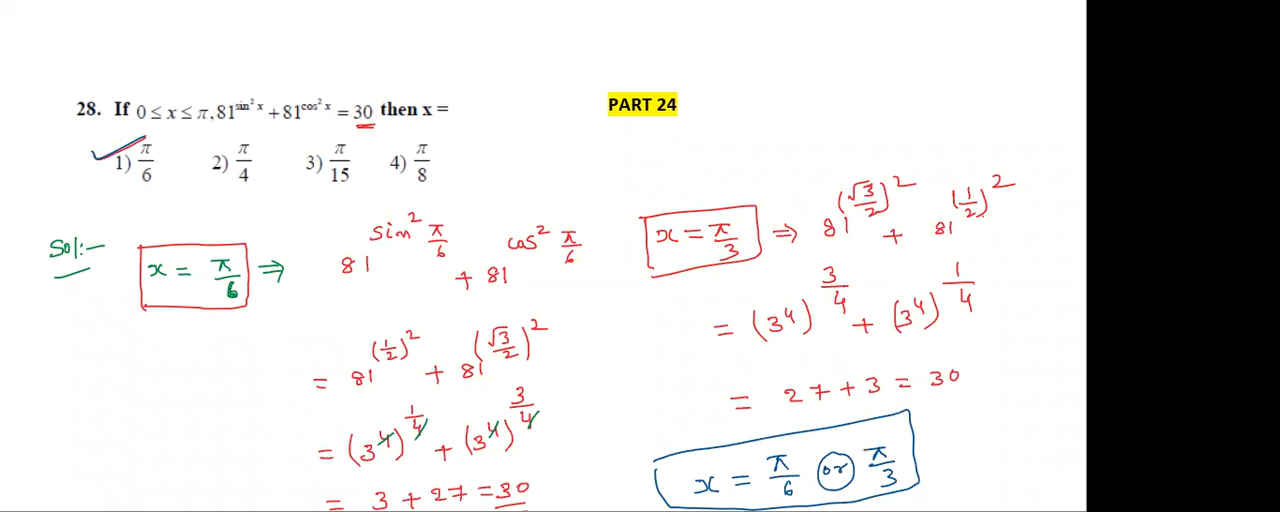 PART 24
28. If 0 ≤ x ≤ π, 81^{sin² x} + 81^{cos² x} = 30 then x =
1) π/6 2) π/4 3) π/15 4) π/8
Sol:-
x = π/6 ⇒ 81^{sin² π/6} + 81^{cos² π/6}
= 81^{(1/2)²} + 81^{(√3/2)²}
= (3⁴)^{1/4} + (3⁴)^{3/4}
= 3 + 27 = 30
x = π/3 ⇒ 81^{(√3/2)²} + 81^{(1/2)²}
= (3⁴)^{3/4} + (3⁴)^{1/4}
= 27 + 3 = 30
x = π/6 or π/3